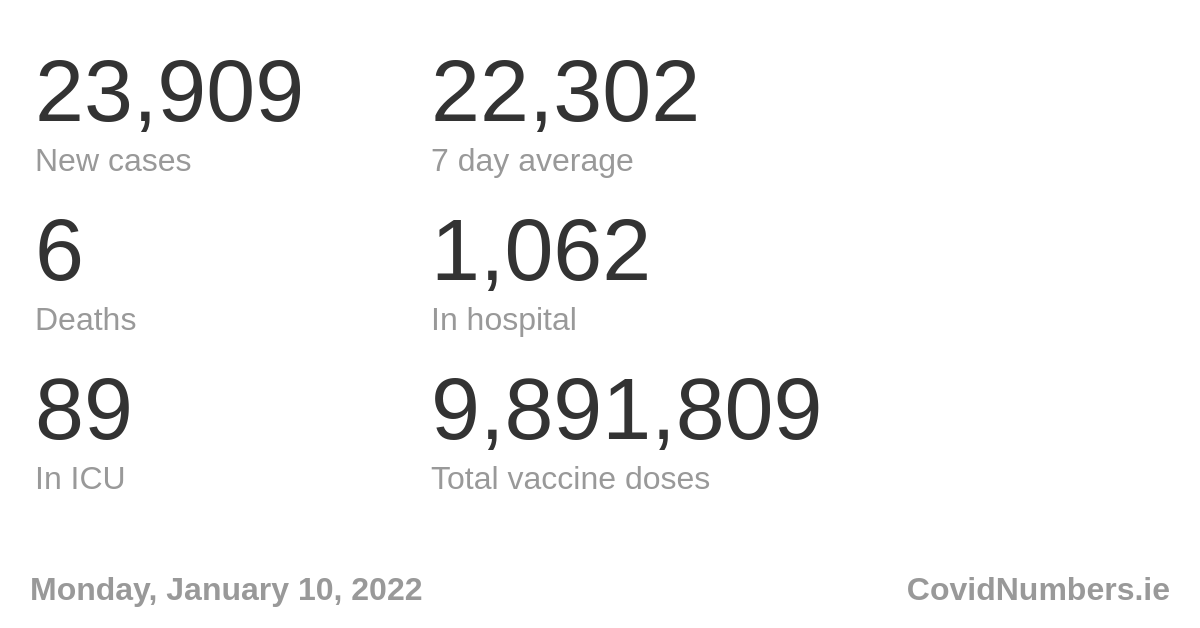 23,909 22,302
New cases 7 day average
6 1,062
Deaths In hospital
89 9,891,809
In ICU Total vaccine doses
Monday, January 10, 2022 CovidNumbers.ie